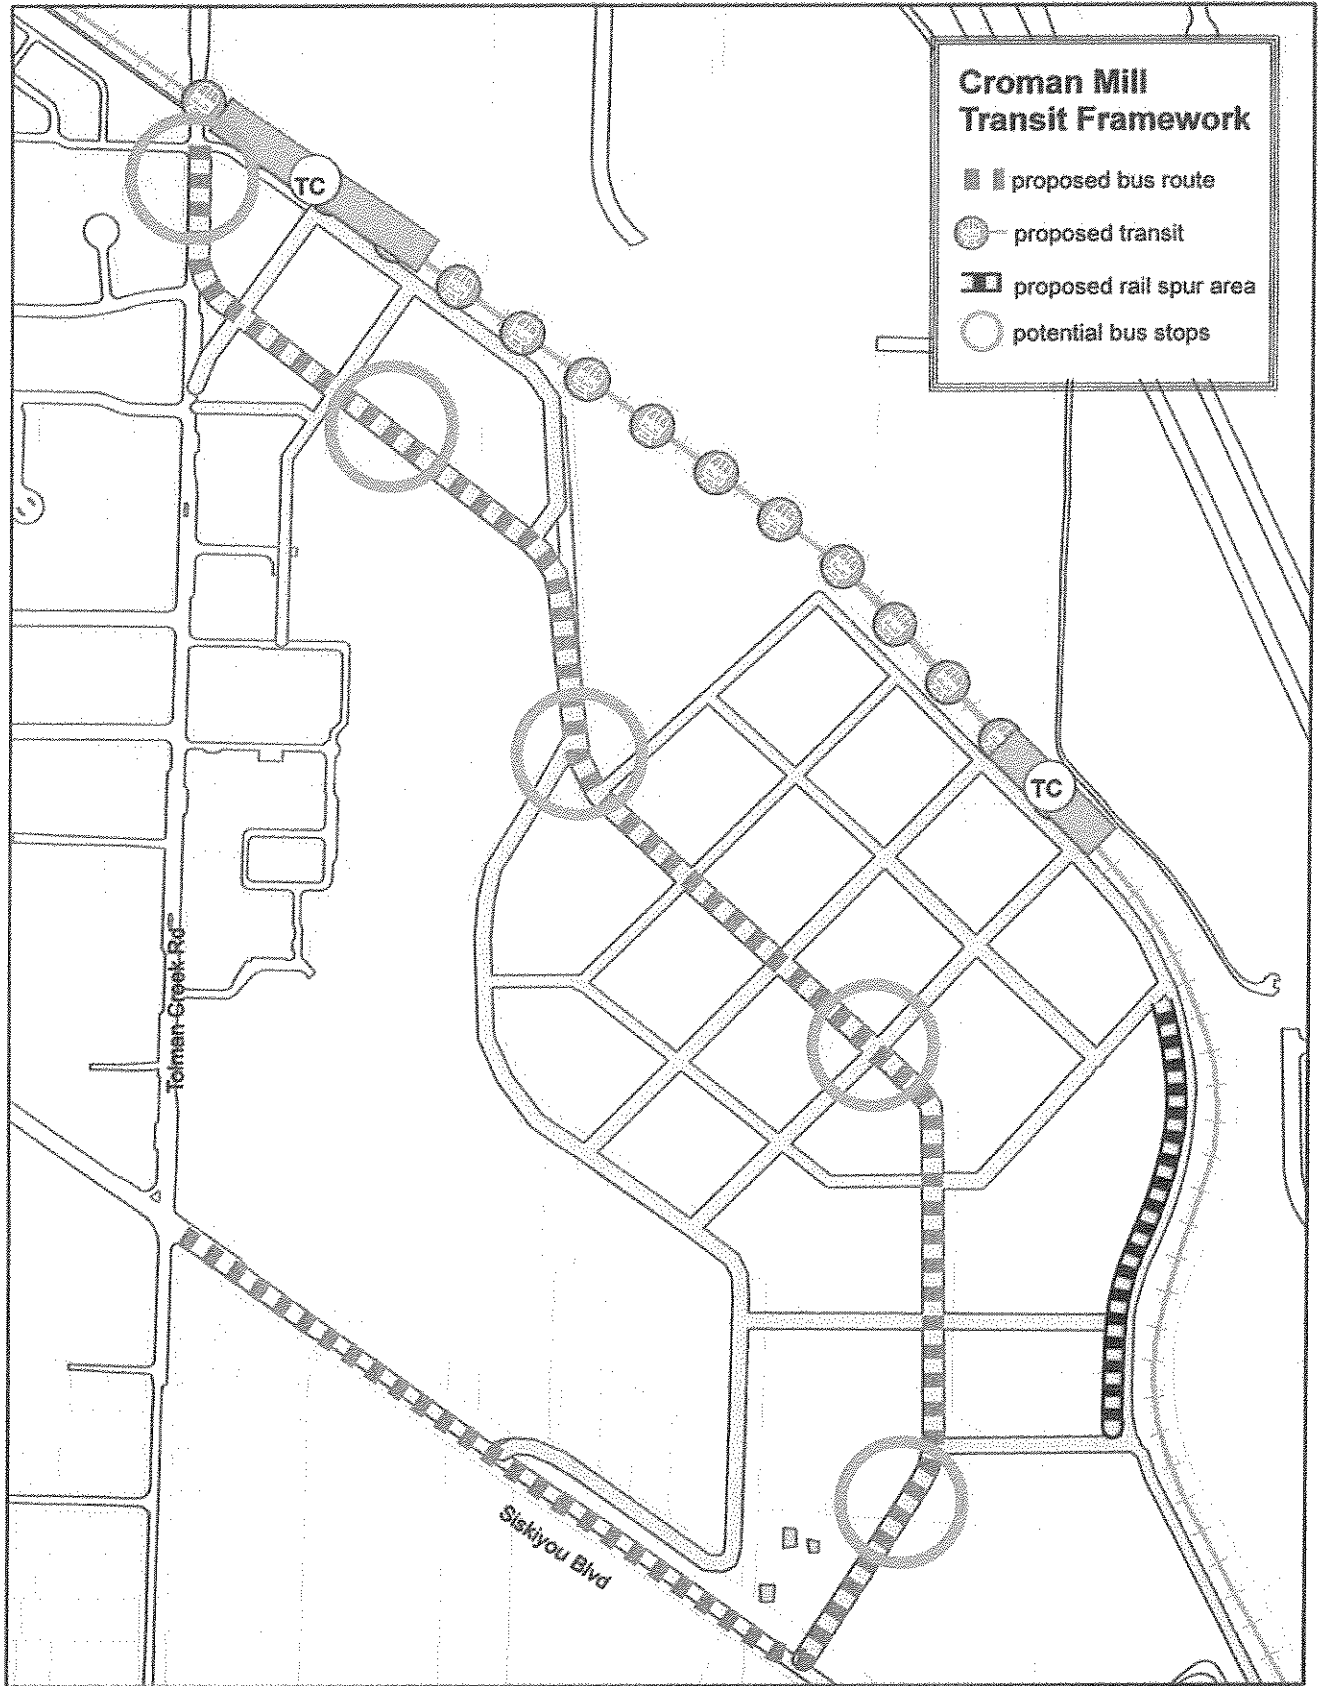 Croman Mill
Transit Framework
proposed bus route
proposed transit
proposed rail spur area
potential bus stops
TC
TC
Tolman Creek Rd
Siskiyou Blvd